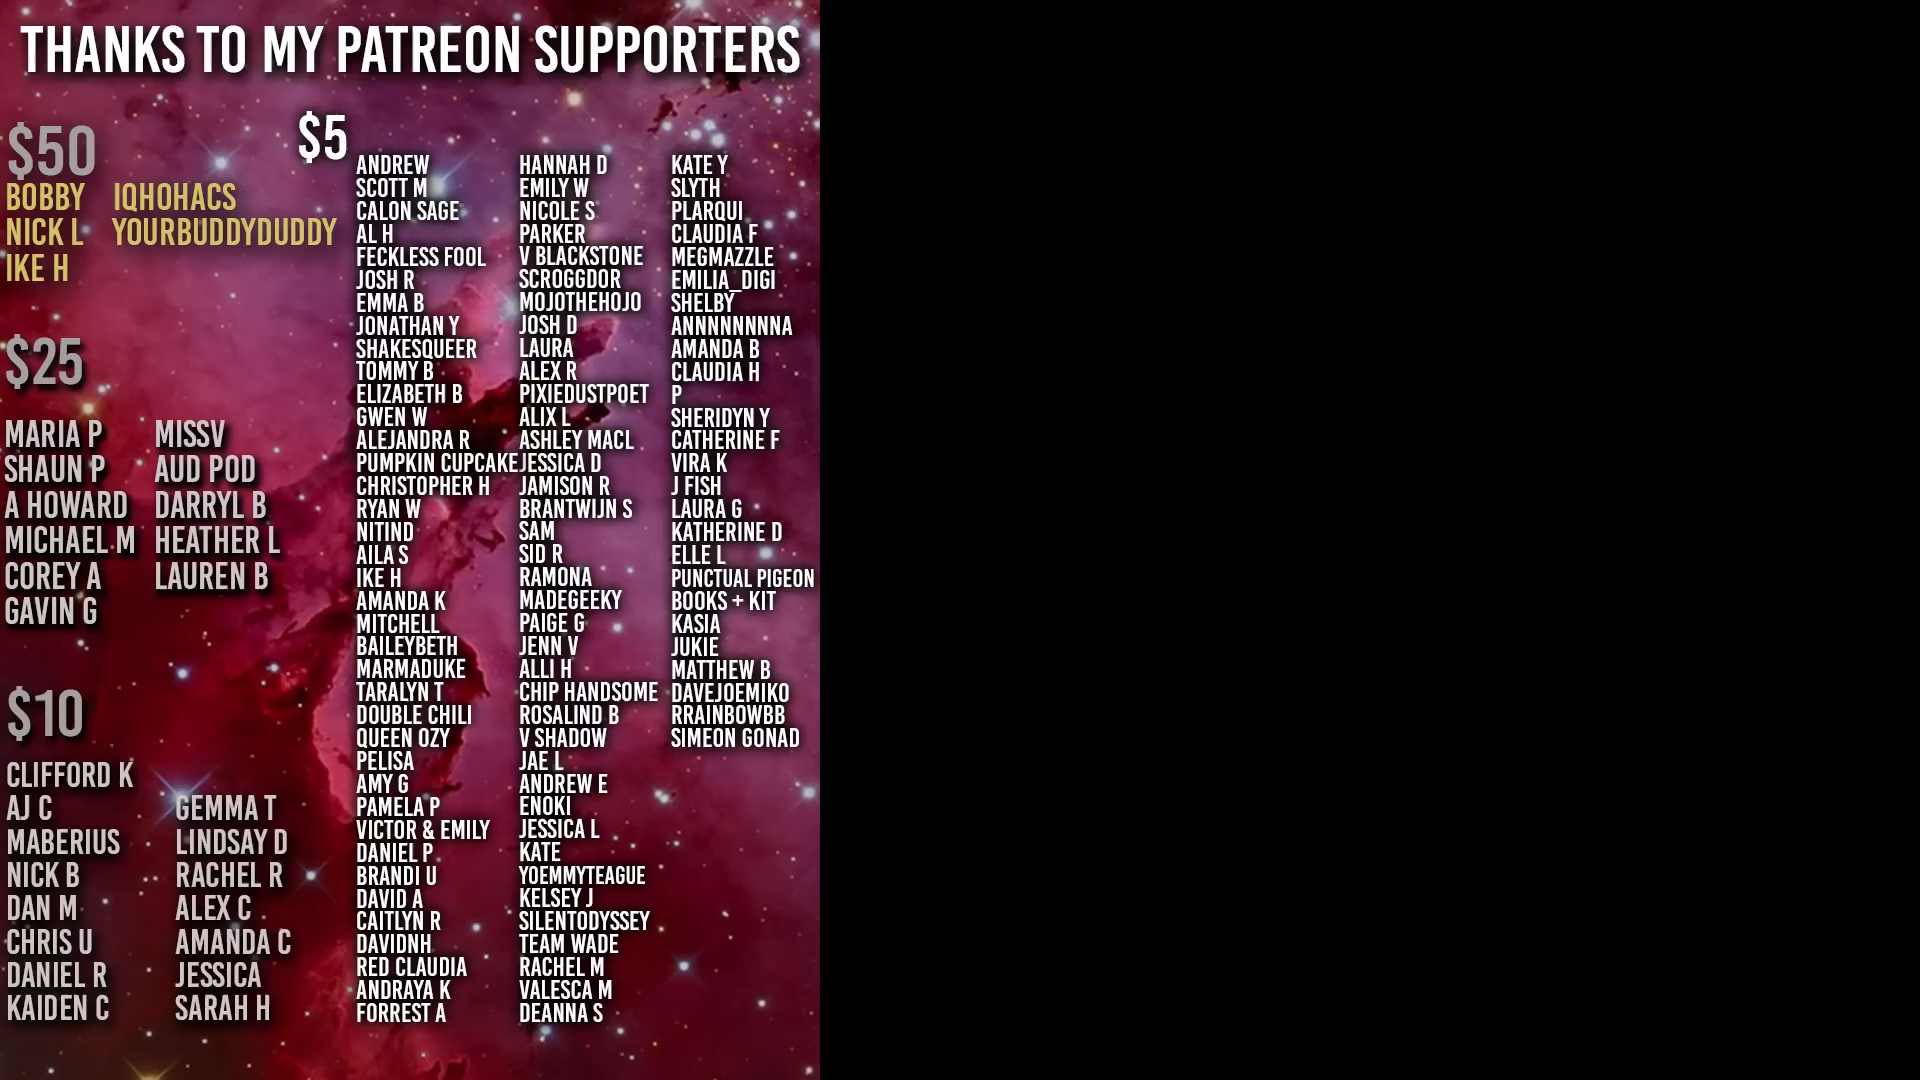 THANKS TO MY PATREON SUPPORTERS
$50
BOBBY
NICK L
IKE H
IQHOHACS
YOURBUDDYDUDDY
$25
MARIA P
SHAUN P
A HOWARD
MICHAEL M
COREY A
GAVIN G
MISSV
AUD POD
DARRYL B
HEATHER L
LAUREN B
$10
CLIFFORD K
AJ C
MABERIUS
NICK B
DAN M
CHRIS U
DANIEL R
KAIDEN C
GEMMA T
LINDSAY D
RACHEL R
ALEX C
AMANDA C
JESSICA
SARAH H
$5
ANDREW
SCOTT M
CALON SAGE
AL H
FECKLESS FOOL
JOSH R
EMMA B
JONATHAN Y
SHAKESQUEER
TOMMY B
ELIZABETH B
GWEN W
ALEJANDRA R
PUMPKIN CUPCAKE
CHRISTOPHER H
RYAN W
NITIND
AILA S
IKE H
AMANDA K
MITCHELL
BAILEYBETH
MARMADUKE
TARALYN T
DOUBLE CHILI
QUEEN OZY
PELISA
AMY G
PAMELA P
VICTOR & EMILY
DANIEL P
BRANDI U
DAVID A
CAITLYN R
DAVIDNH
RED CLAUDIA
ANDRAYA K
FORREST A
HANNAH D
EMILY W
NICOLE S
PARKER
V BLACKSTONE
SCROGGDOR
MOJOTHEHOJO
JOSH D
LAURA
ALEX R
PIXIEDUSTPOET
ALIX L
ASHLEY MACL
JESSICA D
JAMISON R
BRANTWIJN S
SAM
SID R
RAMONA
MADEGEEKY
PAIGE G
JENN V
ALLI H
CHIP HANDSOME
ROSALIND B
V SHADOW
JAE L
ANDREW E
ENOKI
JESSICA L
KATE
YOEMMYTEAGUE
KELSEY J
SILENTODYSSEY
TEAM WADE
RACHEL M
VALESCA M
DEANNA S
KATE Y
SLYTH
PLARQUI
CLAUDIA F
MEGMAZZLE
EMILIA_DIGI
SHELBY
ANNNNNNNNA
AMANDA B
CLAUDIA H
P
SHERIDYN Y
CATHERINE F
VIRA K
J FISH
LAURA G
KATHERINE D
ELLE L
PUNCTUAL PIGEON
BOOKS + KIT
KASIA
JUKIE
MATTHEW B
DAVEJOEMIKO
RRAINBOWBB
SIMEON GONAD